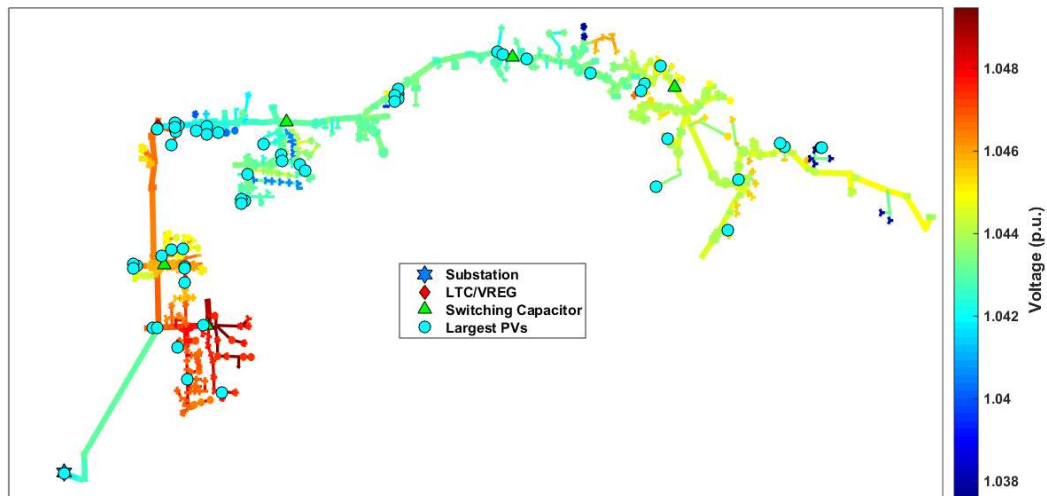 Substation
LTC/VREG
Switching Capacitor
Largest PVs
1.048
1.046
1.044
1.042
1.04
1.038
Voltage (p.u.)